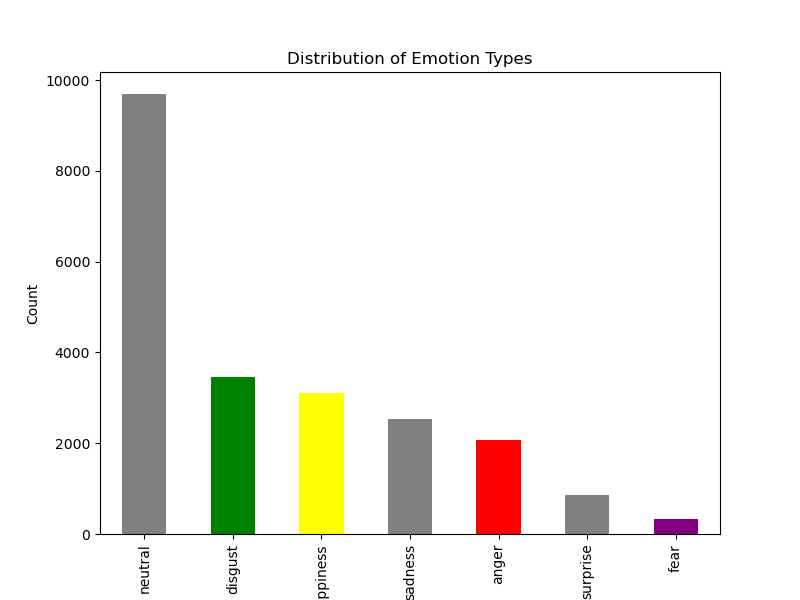 Distribution of Emotion Types
10000
8000
6000
4000
2000
0
Count
neutral
disgust
ppiness
sadness
anger
surprise
fear